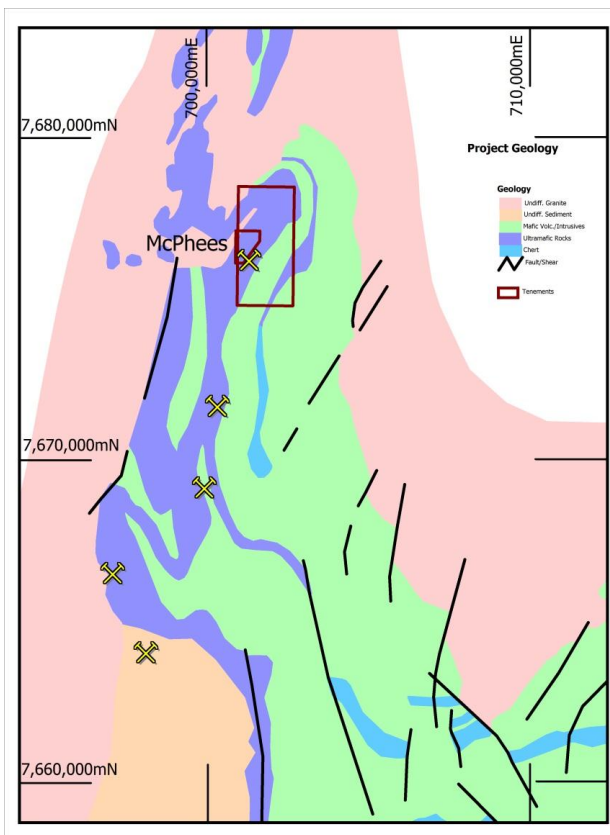 700,000mE
710,000mE
7,680,000mN
Project Geology
Geology
Undiff. Granite
Undiff. Sediment
Mafic Volc./Intrusives
Ultramafic Rocks
Chert
Fault/Shear
Tenements
McPhees
7,670,000mN
7,660,000mN